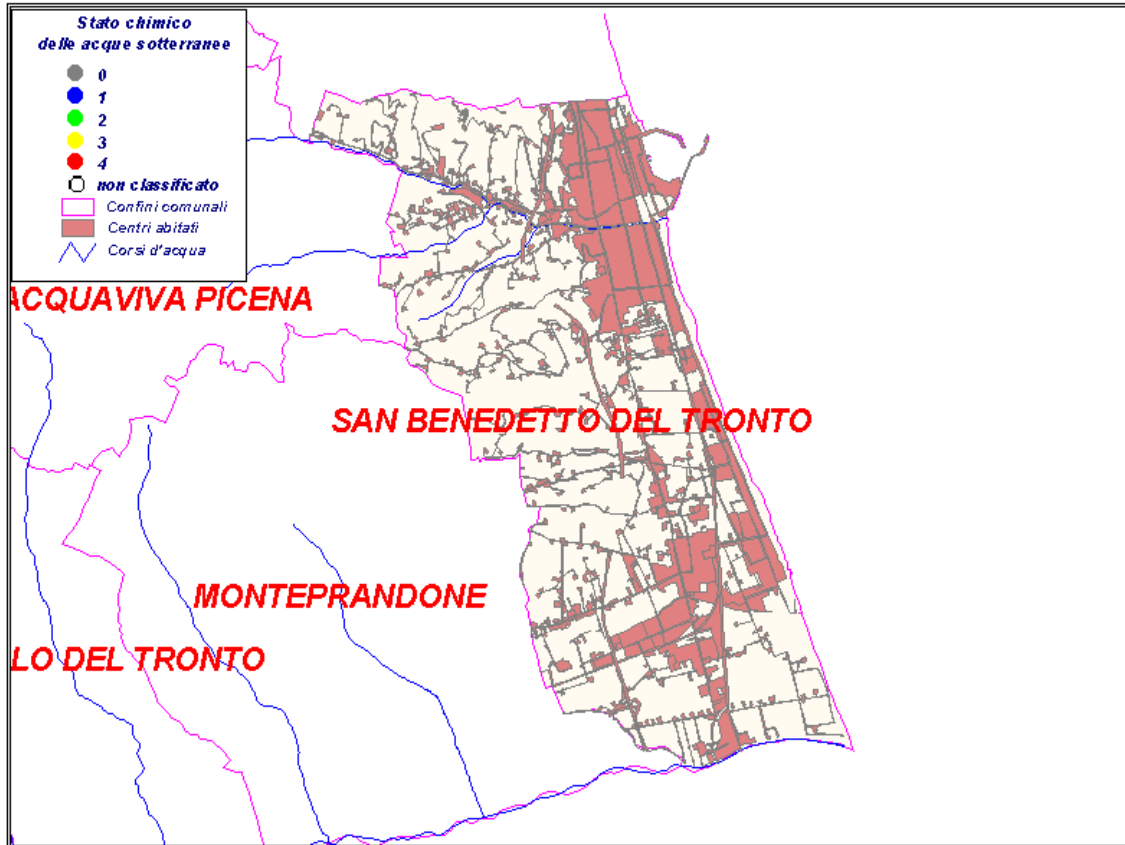 Stato chimico
delle acque sotterranee
0
1
2
3
4
non classificato
Confini comunali
Centri abitati
Corsi d'acqua
ACQUAVIVA PICENA
SAN BENEDETTO DEL TRONTO
MONTEPRANDONE
LO DEL TRONTO